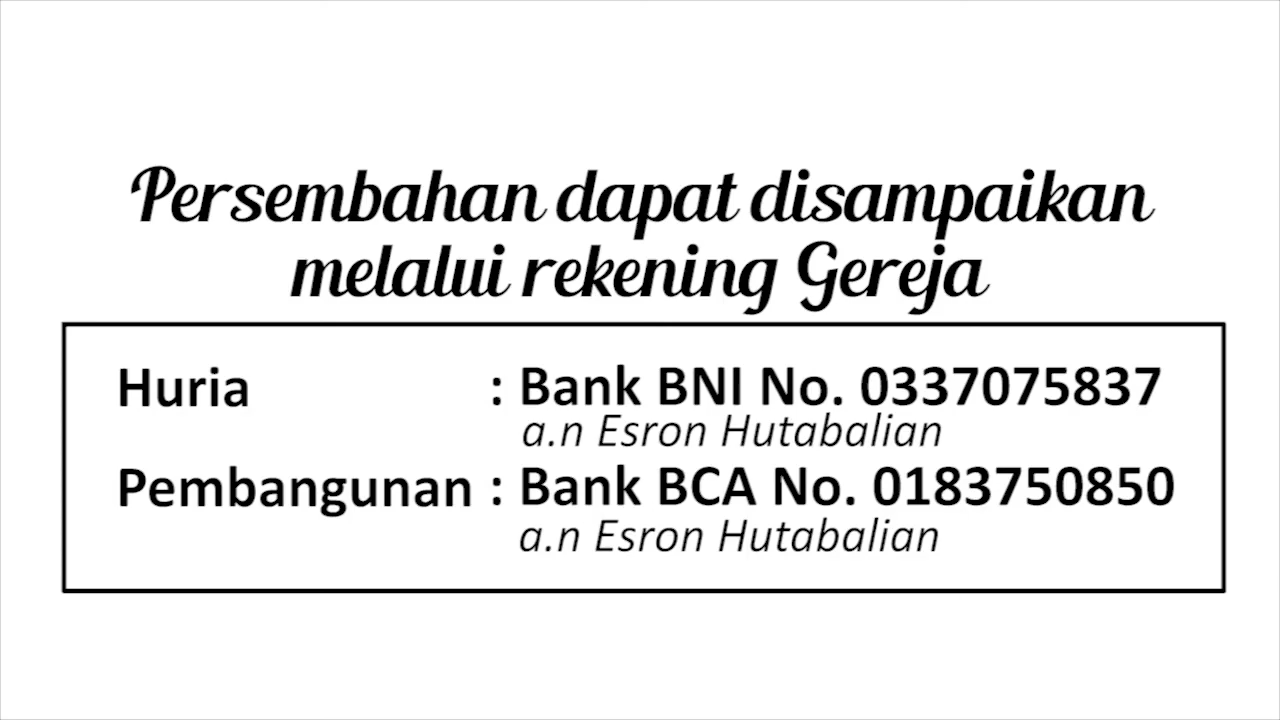 Persembahan dapat disampaikan
melalui rekening Gereja
Huria : Bank BNI No. 0337075837
a.n Esron Hutabalian
Pembangunan : Bank BCA No. 0183750850
a.n Esron Hutabalian